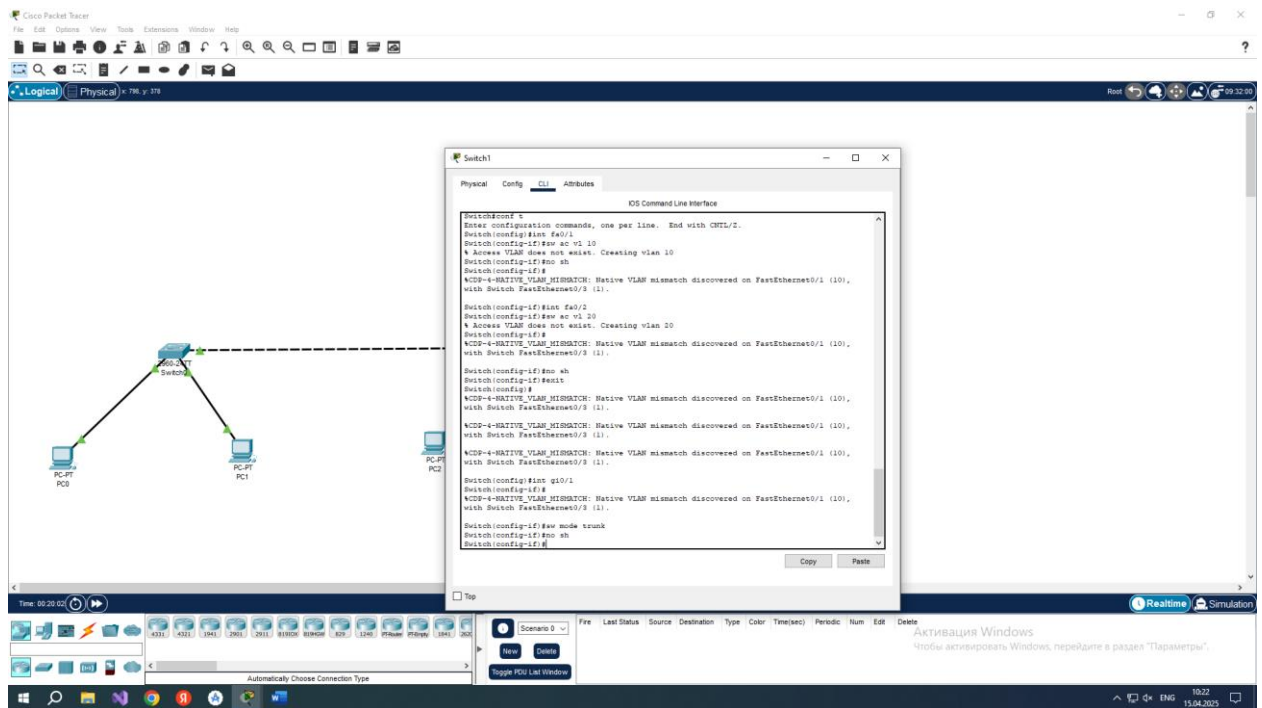 Cisco Packet Tracer
File Edit Options View Tools Extensions Window Help
?
Logical Physical x: 798, y: 378
Root 09:32:00
Switch1
Physical Config CLI Attributes
IOS Command Line Interface
Switch#conf t
Enter configuration commands, one per line. End with CNTL/Z.
Switch(config)#int fa0/1
Switch(config-if)#sw ac vl 10
% Access VLAN does not exist. Creating vlan 10
Switch(config-if)#no sh
Switch(config-if)#
%CDP-4-NATIVE_VLAN_MISMATCH: Native VLAN mismatch discovered on FastEthernet0/1 (10),
with Switch FastEthernet0/3 (1).
Switch(config-if)#int fa0/2
Switch(config-if)#sw ac vl 20
% Access VLAN does not exist. Creating vlan 20
Switch(config-if)#
%CDP-4-NATIVE_VLAN_MISMATCH: Native VLAN mismatch discovered on FastEthernet0/1 (10),
with Switch FastEthernet0/3 (1).
Switch(config-if)#no sh
Switch(config-if)#exit
Switch(config)#
%CDP-4-NATIVE_VLAN_MISMATCH: Native VLAN mismatch discovered on FastEthernet0/1 (10),
with Switch FastEthernet0/3 (1).
%CDP-4-NATIVE_VLAN_MISMATCH: Native VLAN mismatch discovered on FastEthernet0/1 (10),
with Switch FastEthernet0/3 (1).
%CDP-4-NATIVE_VLAN_MISMATCH: Native VLAN mismatch discovered on FastEthernet0/1 (10),
with Switch FastEthernet0/3 (1).
Switch(config)#int gi0/1
Switch(config-if)#
%CDP-4-NATIVE_VLAN_MISMATCH: Native VLAN mismatch discovered on FastEthernet0/1 (10),
with Switch FastEthernet0/3 (1).
Switch(config-if)#sw mode trunk
Switch(config-if)#no sh
Switch(config-if)#
Copy Paste
Top
PC-PT
PC0
PC-PT
PC1
PC-PT
PC2
Time: 00:20:02
Realtime Simulation
4331 4321 1941 2901 2911 819HGW 829 1240 PT-Router PT-Empty 1841
Automatically Choose Connection Type
Scenario 0
New Delete
Toggle PDU List Window
Fire Last Status Source Destination Type Color Time(sec) Periodic Num Edit Delete
Активация Windows
Чтобы активировать Windows, перейдите в раздел "Параметры".
ENG 10:22
15.04.2025